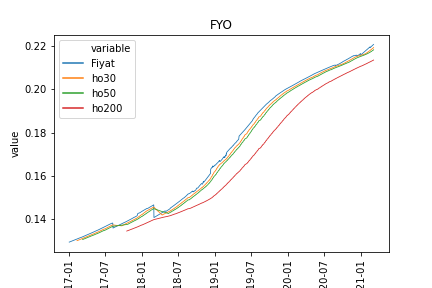 FYO
variable
Fiyat
ho30
ho50
ho200
value
0.22
0.20
0.18
0.16
0.14
17-01
17-07
18-01
18-07
19-01
19-07
20-01
20-07
21-01